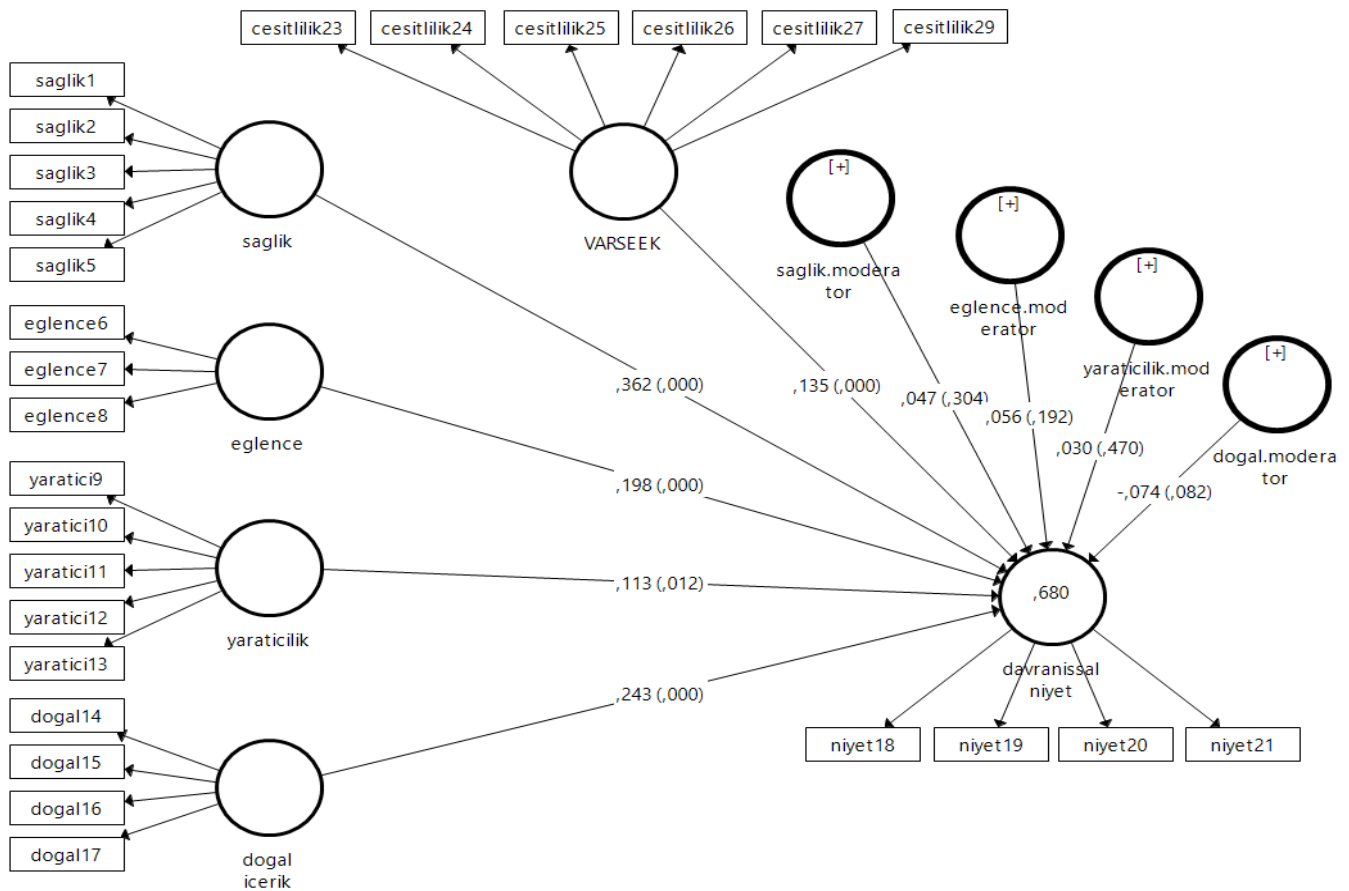 cesitlilik23
cesitlilik24
cesitlilik25
cesitlilik26
cesitlilik27
cesitlilik29
saglik1
saglik2
saglik3
saglik4
saglik5
saglik
VARSEEK
[+]
saglik.modera
tor
[+]
eglence.mod
erator
[+]
yaraticilik.mod
erator
[+]
dogal.modera
tor
eglence6
eglence7
eglence8
eglence
,362 (,000)
,135 (,000)
,047 (,304)
,056 (,192)
,030 (,470)
-,074 (,082)
,198 (,000)
yaratici9
yaratici10
yaratici11
yaratici12
yaratici13
yaraticilik
,113 (,012)
,680
davranissal
niyet
,243 (,000)
dogal14
dogal15
dogal16
dogal17
dogal
icerik
niyet18
niyet19
niyet20
niyet21